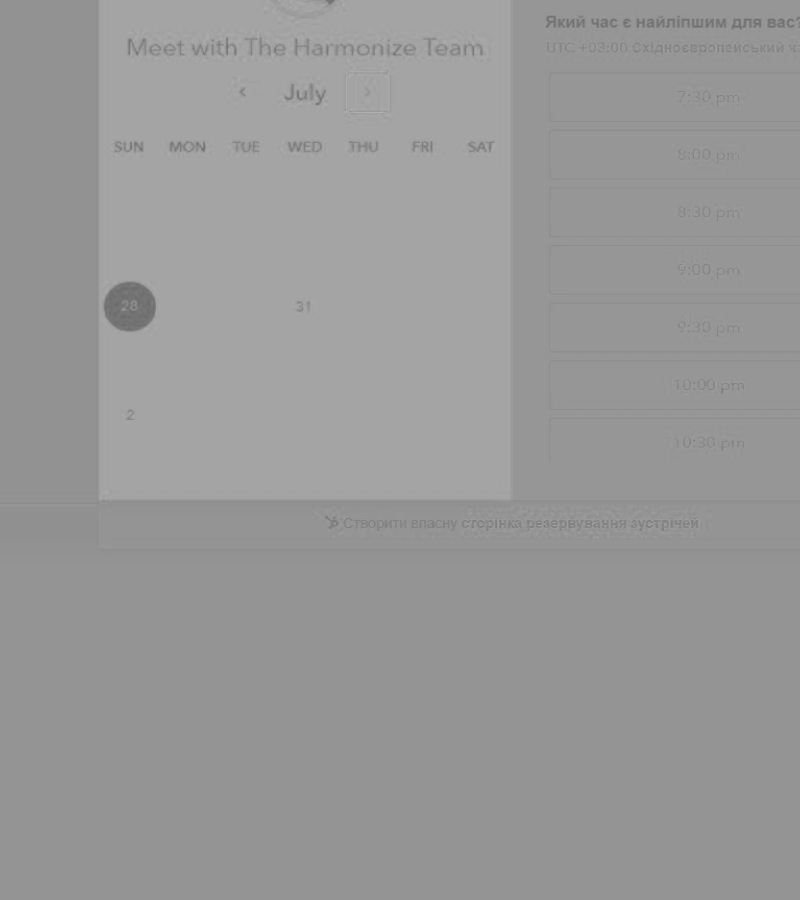 Meet with The Harmonize Team
July
SUN MON TUE WED THU FRI SAT
28 31
2
Який час є найліпшим для вас?
UTC +03:00 Східноєвропейський
7:30 pm
8:00 pm
8:30 pm
9:00 pm
9:30 pm
10:00 pm
10:30 pm
Створити власну сторінка резервування зустрічей